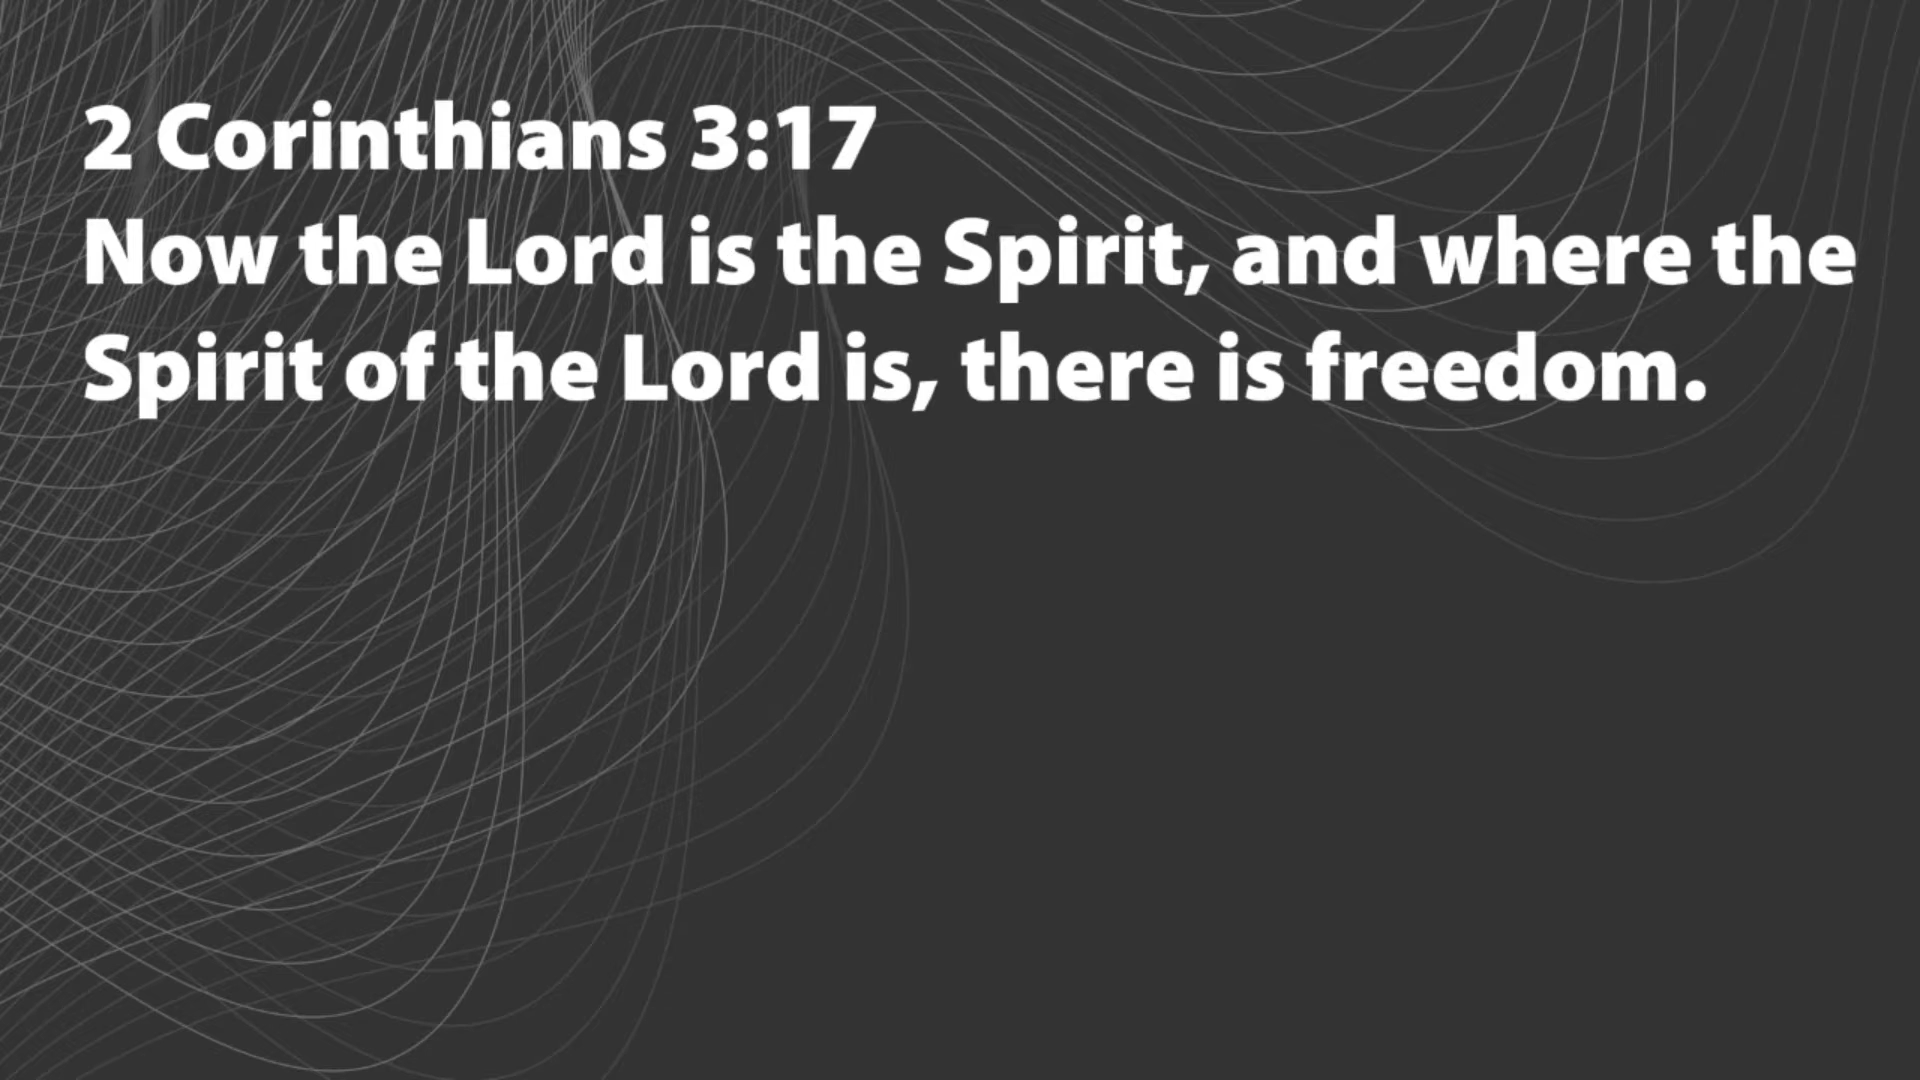 2 Corinthians 3:17
Now the Lord is the Spirit, and where the
Spirit of the Lord is, there is freedom.